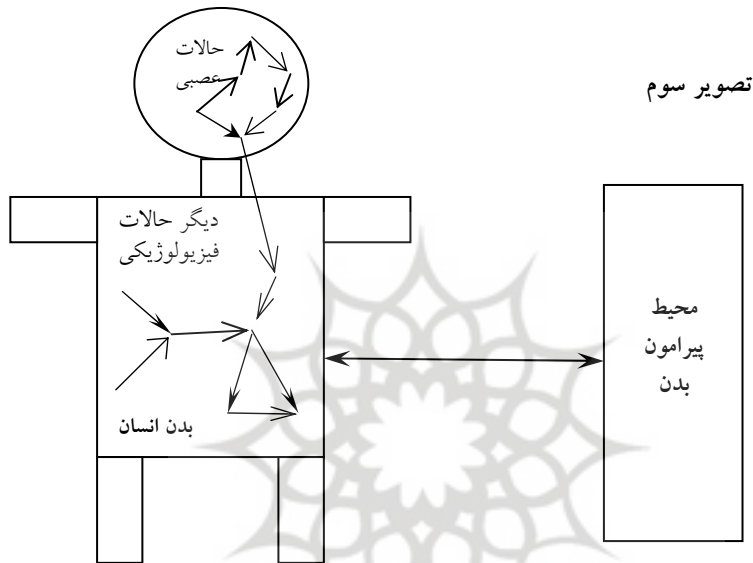 تصویر سوم
حالات
عصبی
دیگر حالات
فیزیولوژیکی
بدن انسان
محیط
پیرامون
بدن